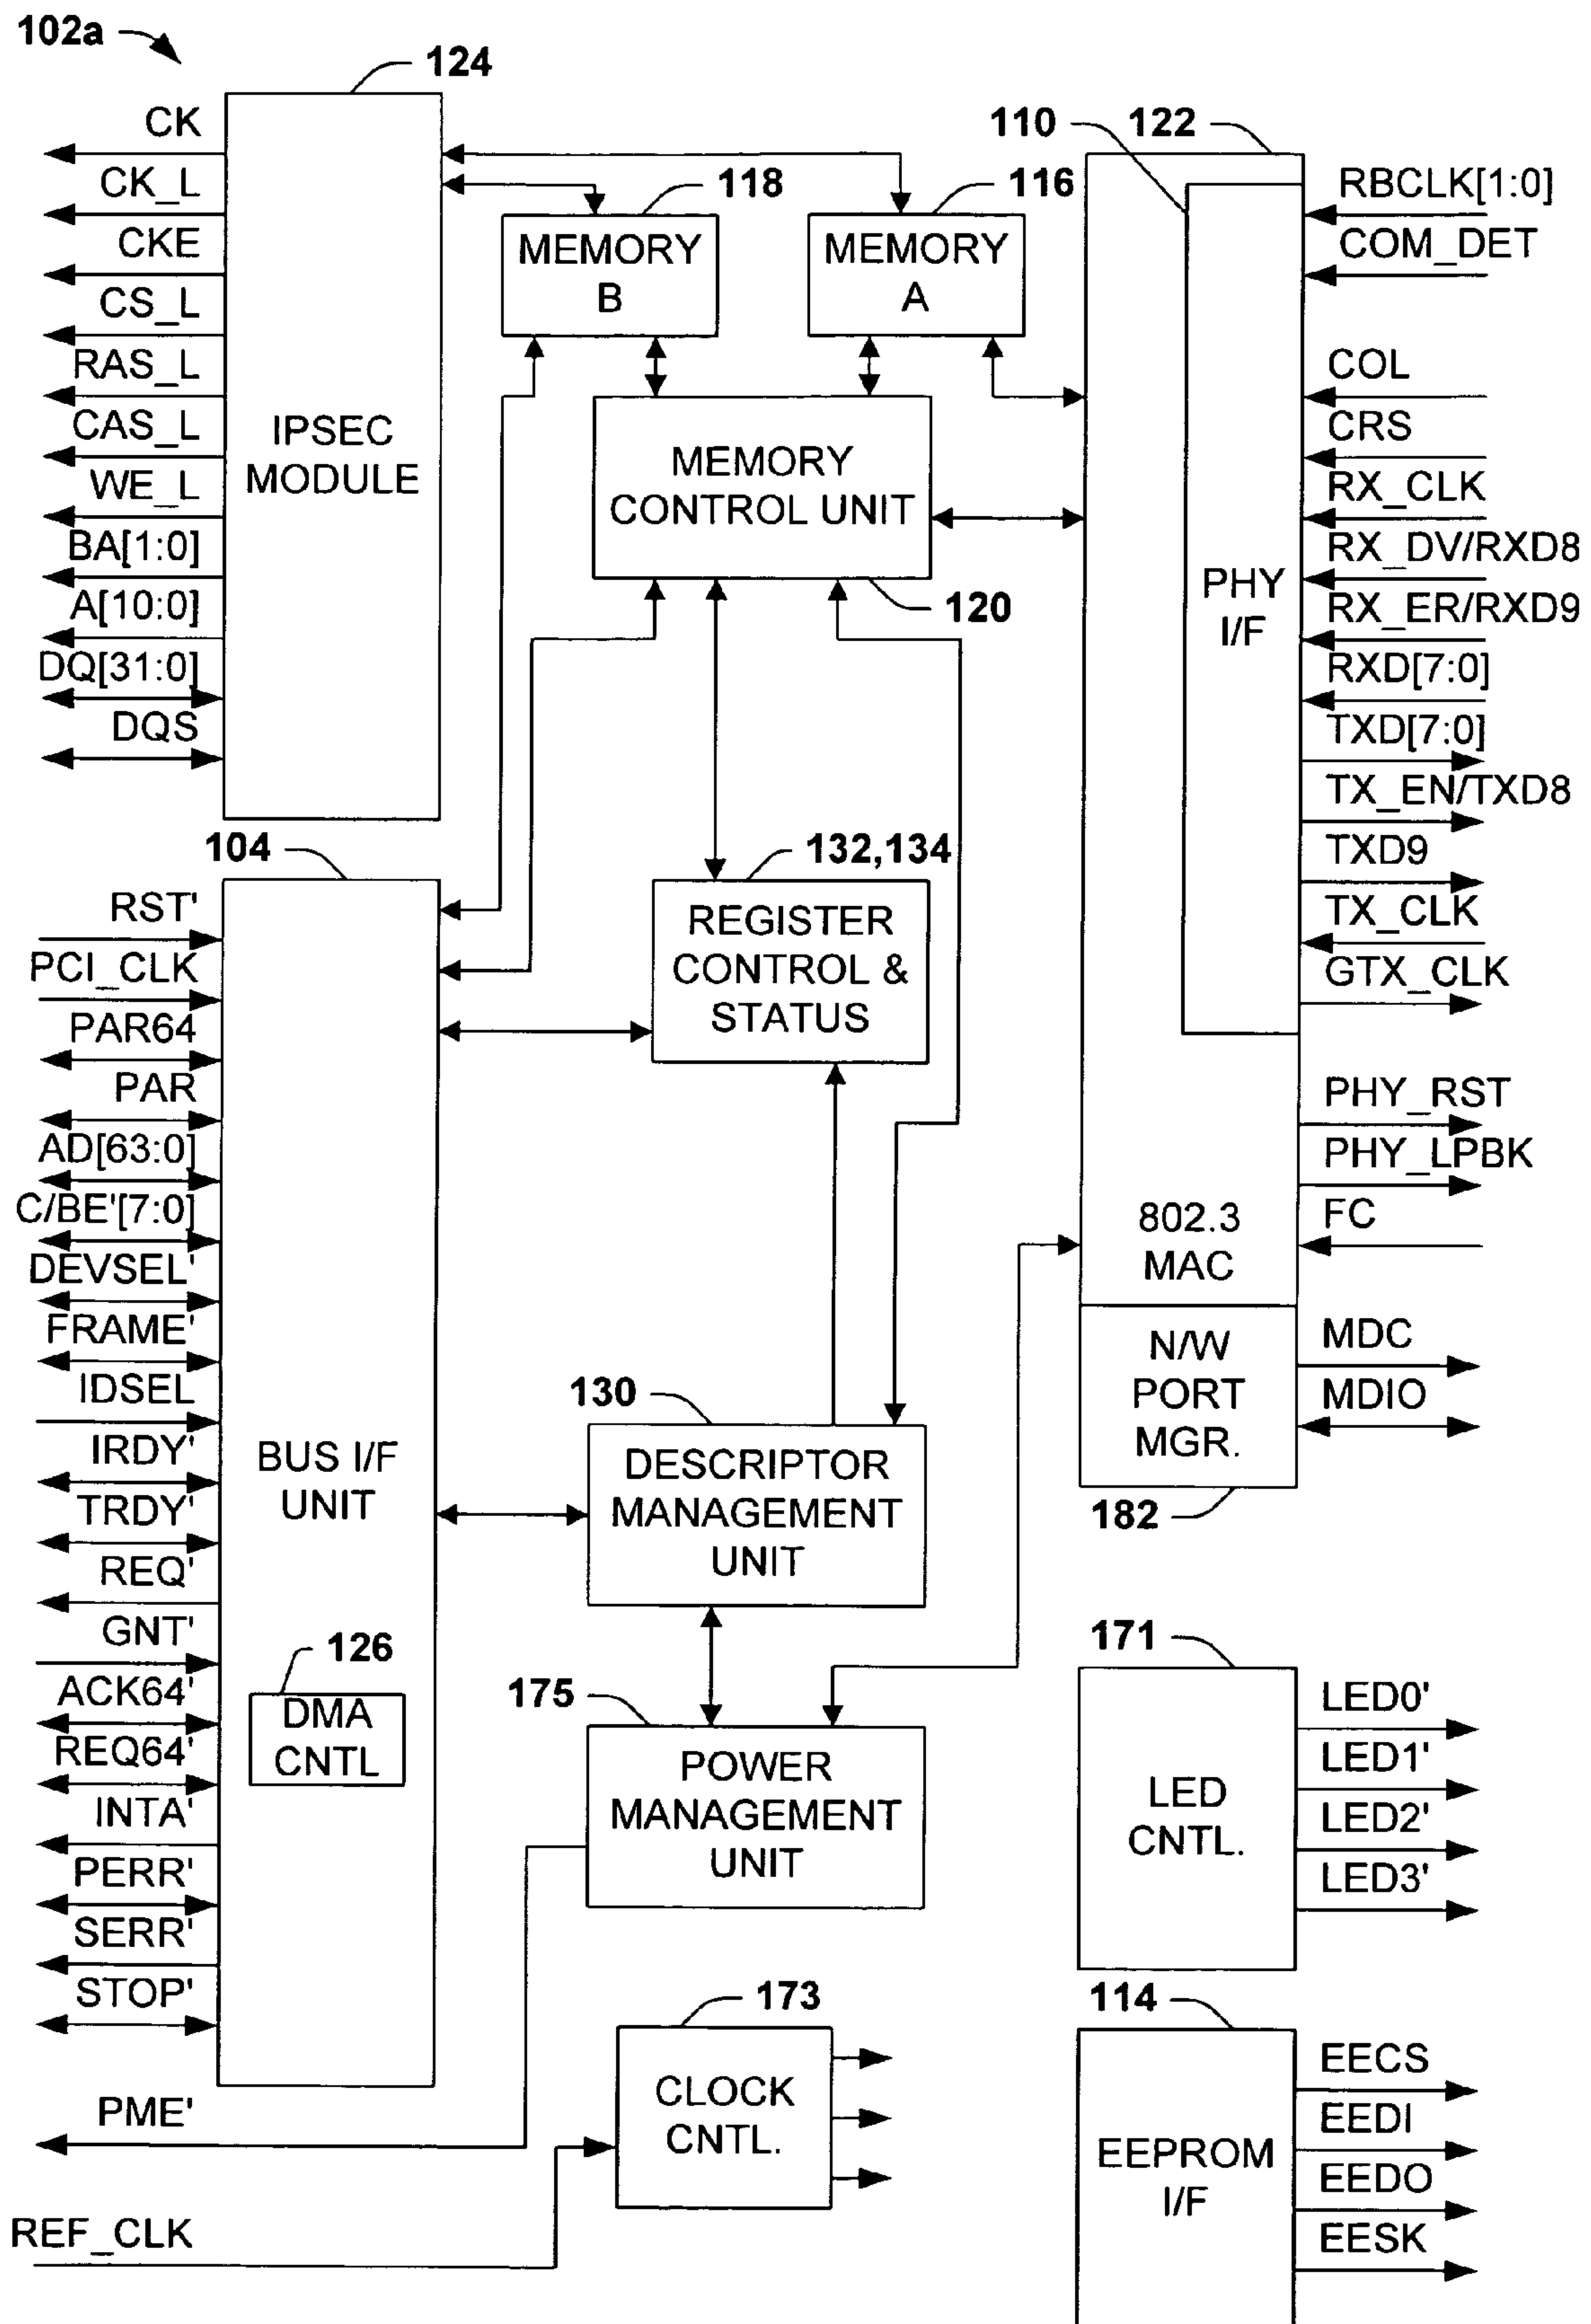 102a
124
CK
CK_L
CKE
CS_L
RAS_L
CAS_L
WE_L
BA[1:0]
A[10:0]
DQ[31:0]
DQS
IPSEC
MODULE
118
MEMORY
B
116
MEMORY
A
MEMORY
CONTROL UNIT
120
110
122
PHY
I/F
RBCLK[1:0]
COM_DET
COL
CRS
RX_CLK
RX_DV/RXD8
RX_ER/RXD9
RXD[7:0]
TXD[7:0]
TX_EN/TXD8
TXD9
TX_CLK
GTX_CLK
PHY_RST
PHY_LPBK
FC
802.3
MAC
N/W
PORT
MGR.
182
MDC
MDIO
104
RST'
PCI_CLK
PAR64
PAR
AD[63:0]
C/BE'[7:0]
DEVSEL'
FRAME'
IDSEL
IRDY'
TRDY'
REQ'
GNT'
ACK64'
REQ64'
INTA'
PERR'
SERR'
STOP'
BUS I/F
UNIT
126
DMA
CNTL
132,134
REGISTER
CONTROL &
STATUS
130
DESCRIPTOR
MANAGEMENT
UNIT
175
POWER
MANAGEMENT
UNIT
171
LED
CNTL.
LED0'
LED1'
LED2'
LED3'
PME'
REF_CLK
173
CLOCK
CNTL.
114
EEPROM
I/F
EECS
EEDI
EEDO
EESK